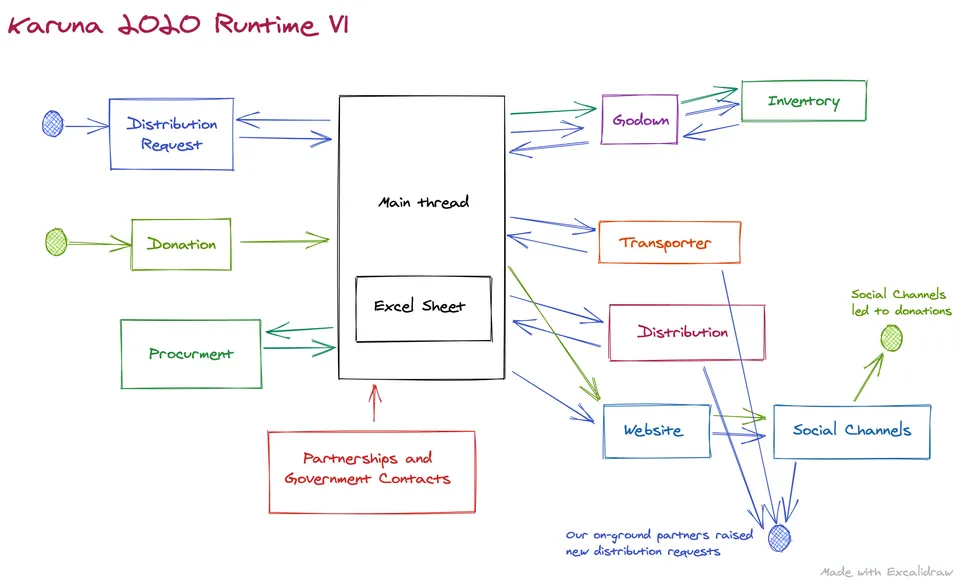 Karuna 2020 Runtime V1
Distribution
Request
Donation
Procurment
Main thread
Excel Sheet
Partnerships and
Government Contacts
Godown
Inventory
Transporter
Distribution
Website
Social Channels
Social Channels
led to donations
Our on-ground partners raised
new distribution requests
Made with Excalidraw